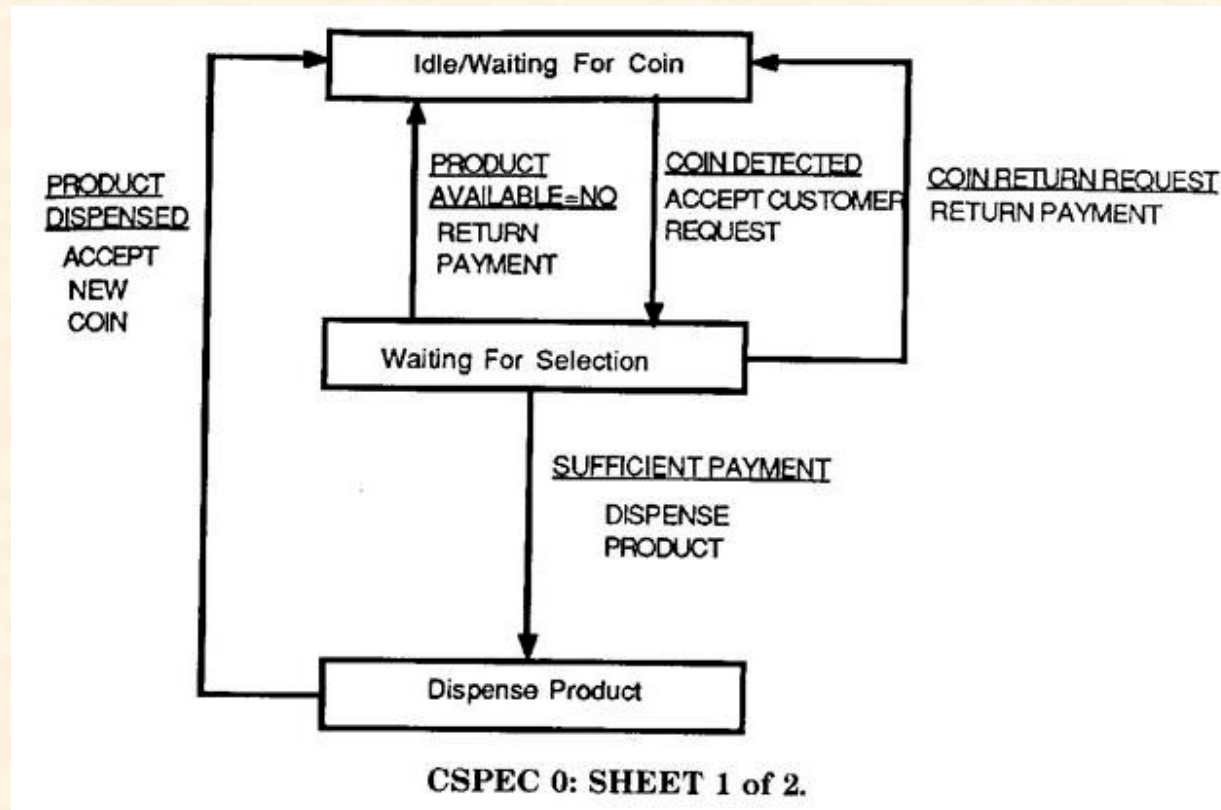 Idle/Waiting For Coin
PRODUCT
DISPENSED
ACCEPT
NEW
COIN
PRODUCT
AVAILABLE=NO
RETURN
PAYMENT
COIN DETECTED
ACCEPT CUSTOMER
REQUEST
COIN RETURN REQUEST
RETURN PAYMENT
Waiting For Selection
SUFFICIENT PAYMENT
DISPENSE
PRODUCT
Dispense Product
CSPEC 0: SHEET 1 of 2.